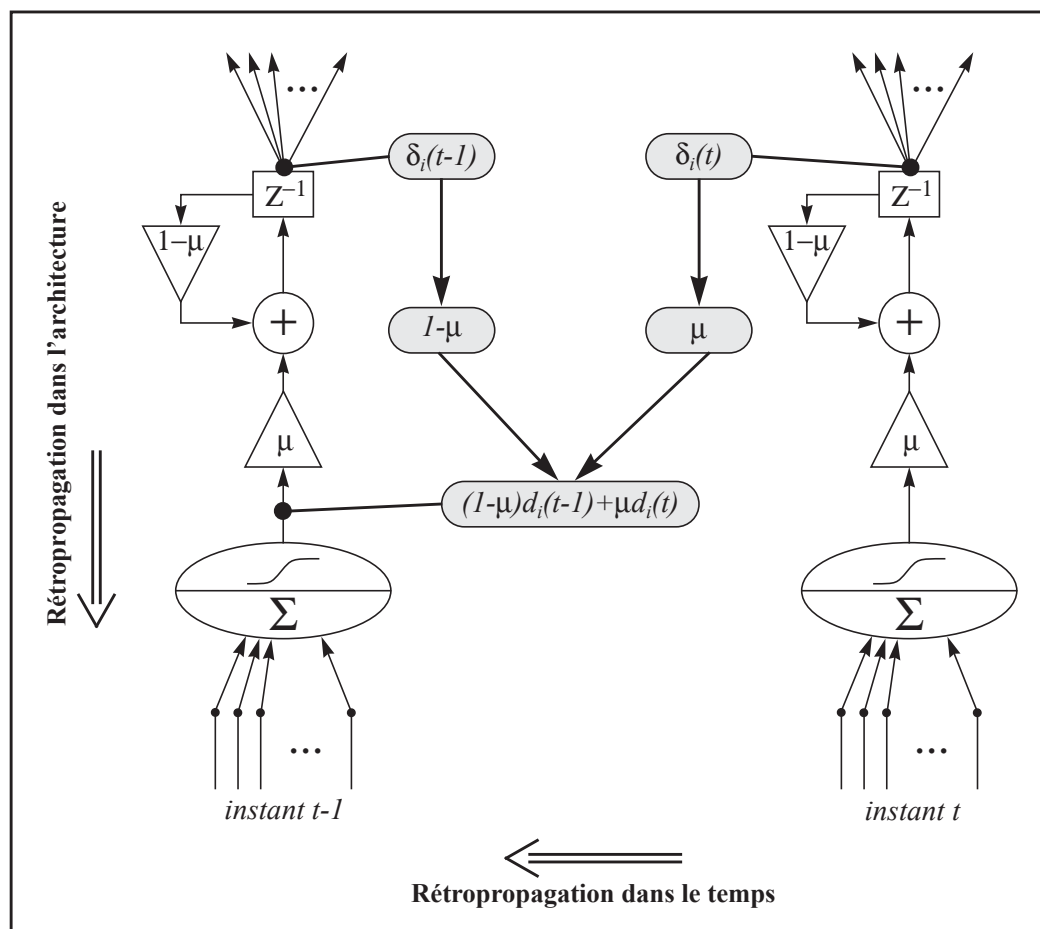 ... ...
δi(t-1) δi(t)
Z−1 Z−1
1−μ 1−μ
+ 1-μ μ +
μ μ
(1-μ)di(t-1)+μdi(t)
Σ Σ
... ...
instant t-1 instant t
Rétropropagation dans le temps
Rétropropagation dans l’architecture